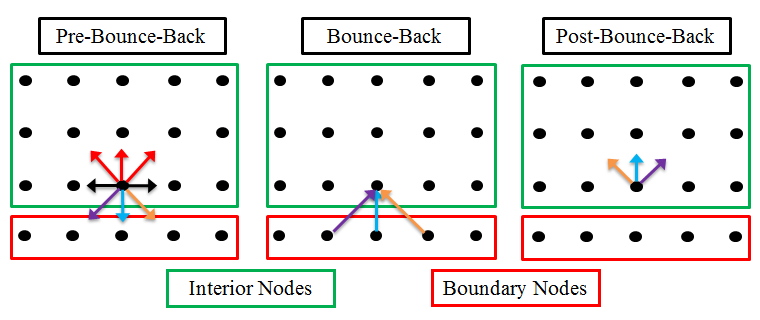 Pre-Bounce-Back
Bounce-Back
Post-Bounce-Back
Interior Nodes
Boundary Nodes